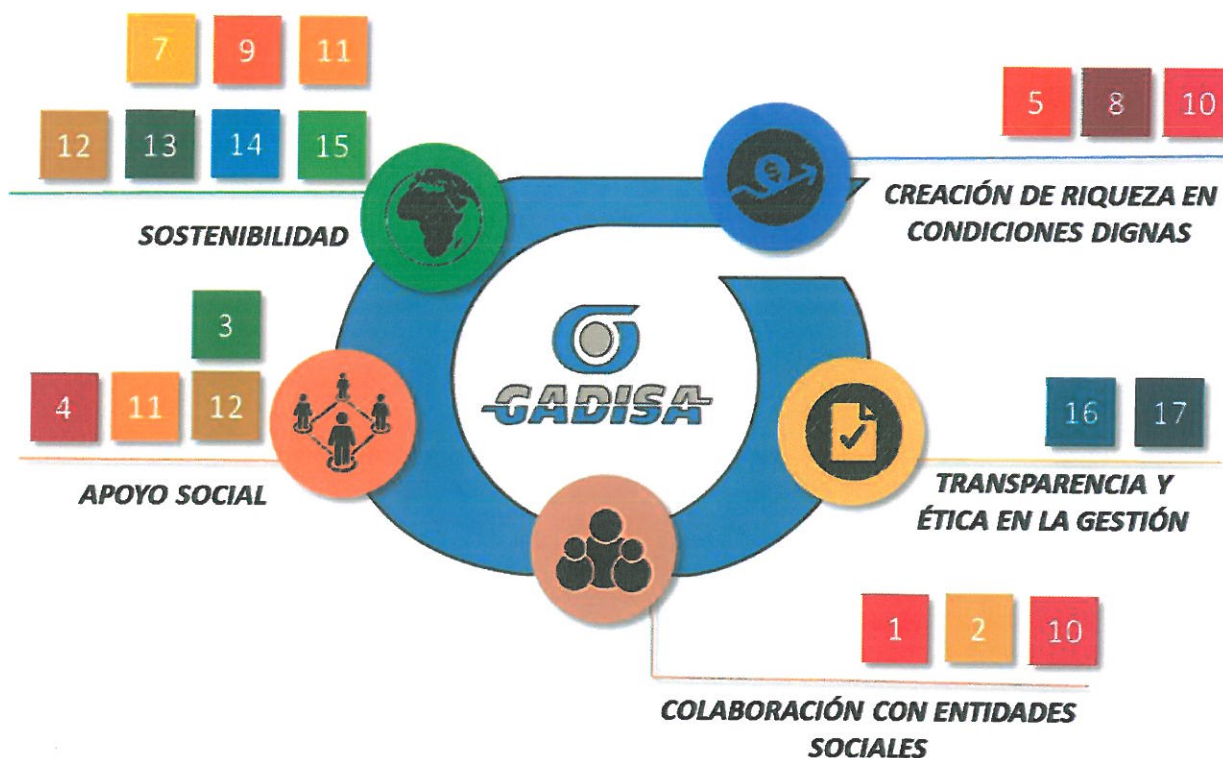 7 9 11
12 13 14 15
SOSTENIBILIDAD
5 8 10
CREACIÓN DE RIQUEZA EN
CONDICIONES DIGNAS
3
4 11 12
APOYO SOCIAL
GADISA
16 17
TRANSPARENCIA Y
ÉTICA EN LA GESTIÓN
1 2 10
COLABORACIÓN CON ENTIDADES
SOCIALES